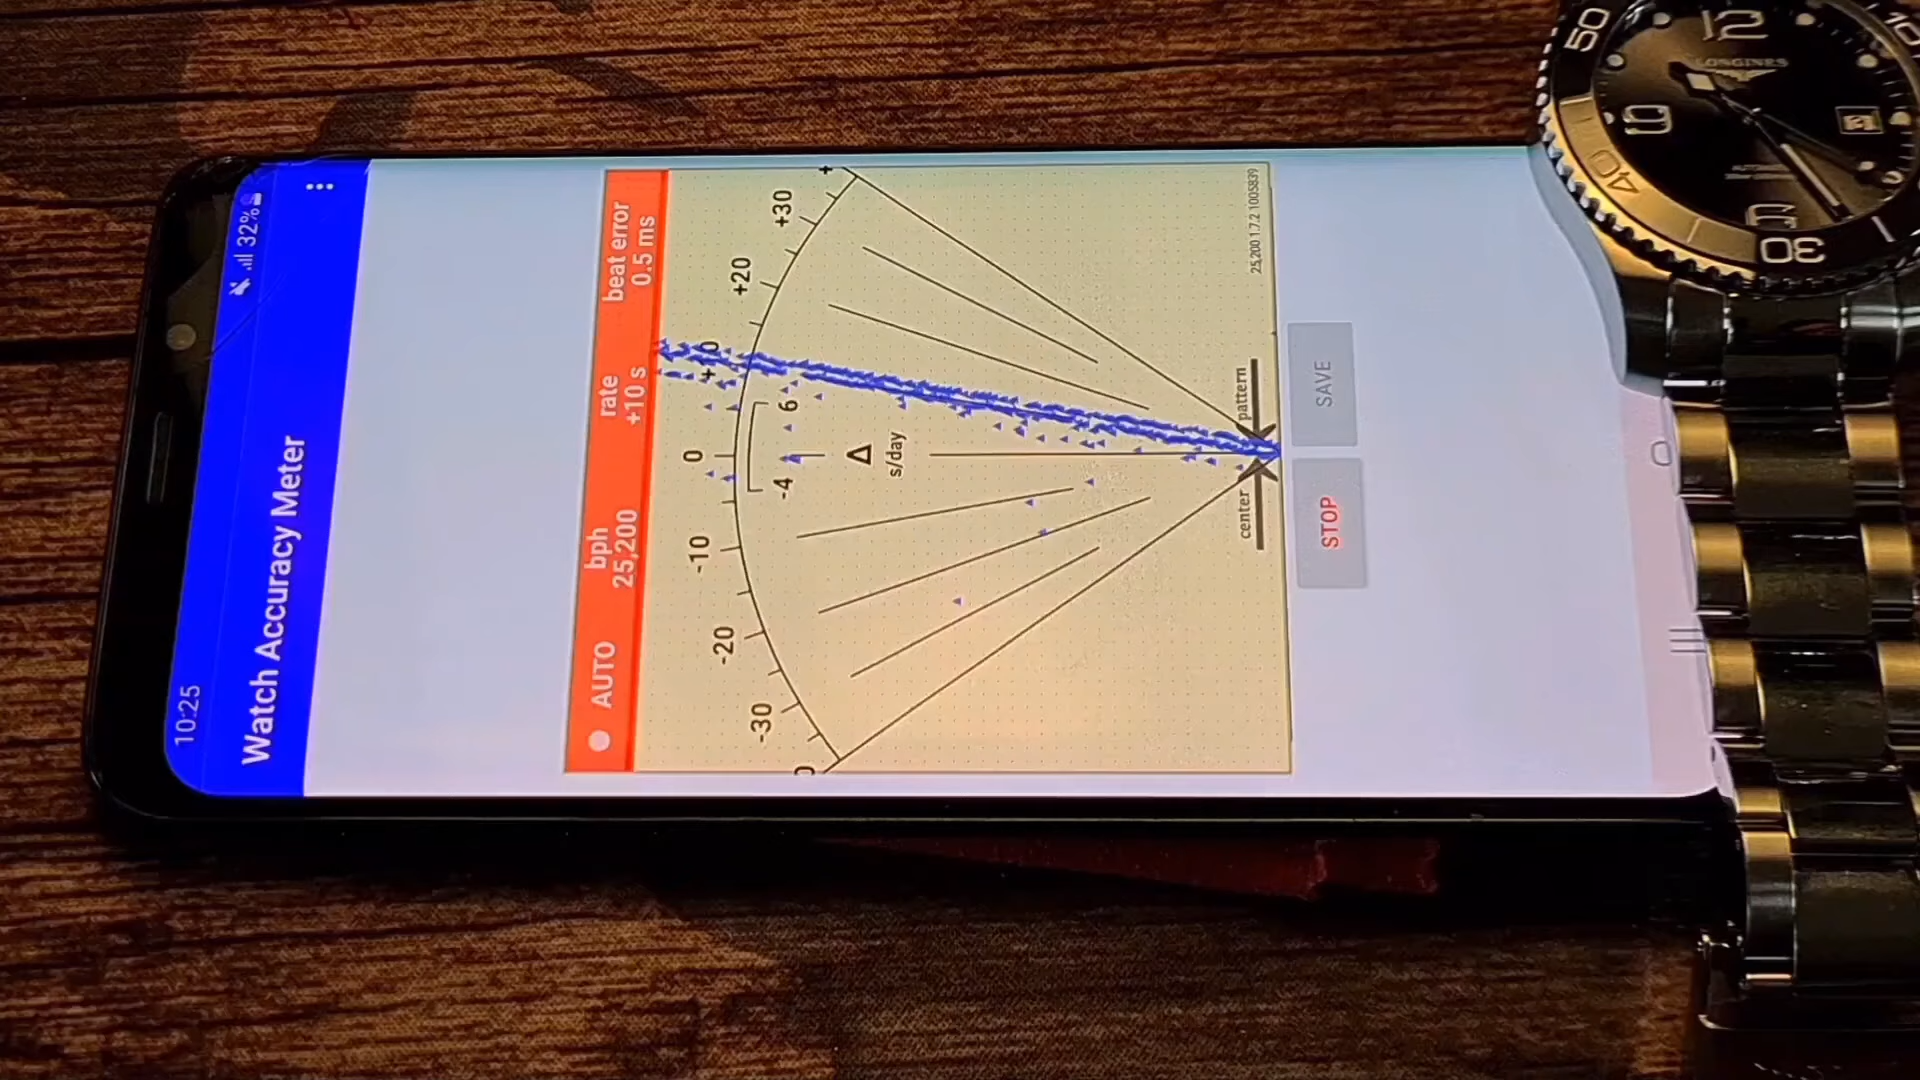 10:25
32%
Watch Accuracy Meter
AUTO
bph
25,200
rate
+10 s
beat error
0.5 ms
-30
-20
-10
0
+10
+20
+30
-4
6
Δ
s/day
center
pattern
25,200 1.7.2 1005839
STOP
SAVE
50
12
10
LONGINES
9
40
6
30
AUTOMATIC